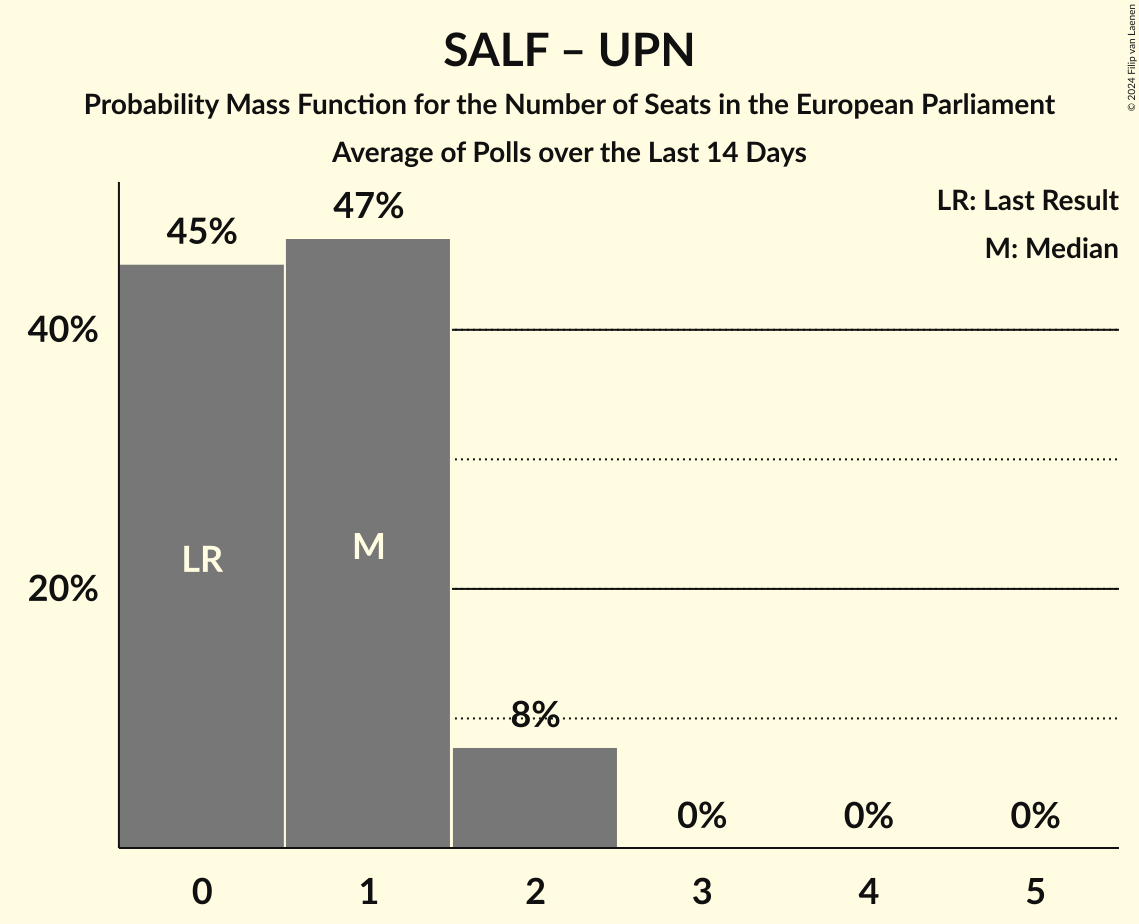 SALF – UPN
Probability Mass Function for the Number of Seats in the European Parliament
Average of Polls over the Last 14 Days
© 2024 Filip van Laenen
LR: Last Result
M: Median
45%
47%
40%
LR
M
20%
8%
0%
0%
0%
0
1
2
3
4
5